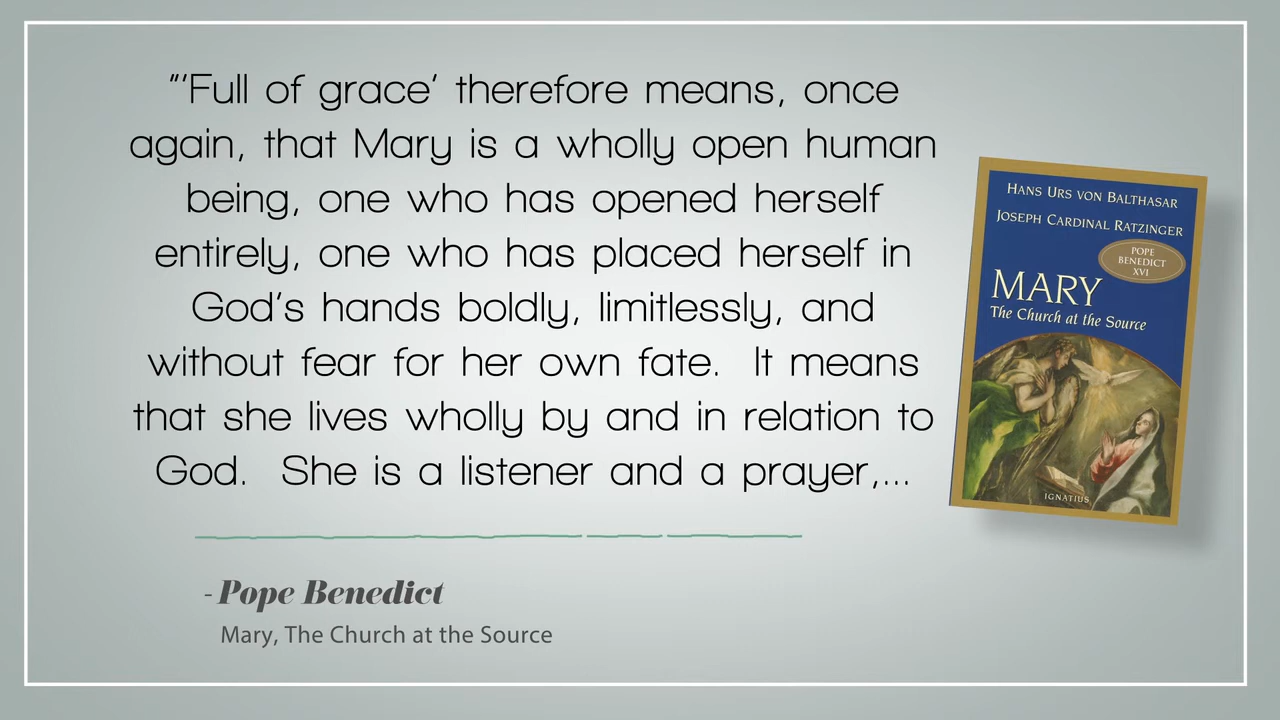 "'Full of grace' therefore means, once
again, that Mary is a wholly open human
being, one who has opened herself
entirely, one who has placed herself in
God's hands boldly, limitlessly, and
without fear for her own fate.  It means
that she lives wholly by and in relation to
God.  She is a listener and a prayer,...
- Pope Benedict
Mary, The Church at the Source
HANS URS VON BALTHASAR
JOSEPH CARDINAL RATZINGER
POPE
BENEDICT
XVI
MARY
The Church at the Source
IGNATIUS